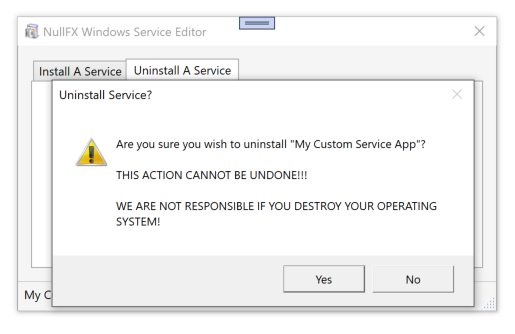 NullFX Windows Service Editor
Install A Service
Uninstall A Service
Uninstall Service?
Are you sure you wish to uninstall "My Custom Service App"?
THIS ACTION CANNOT BE UNDONE!!!
WE ARE NOT RESPONSIBLE IF YOU DESTROY YOUR OPERATING
SYSTEM!
Yes
No
My C